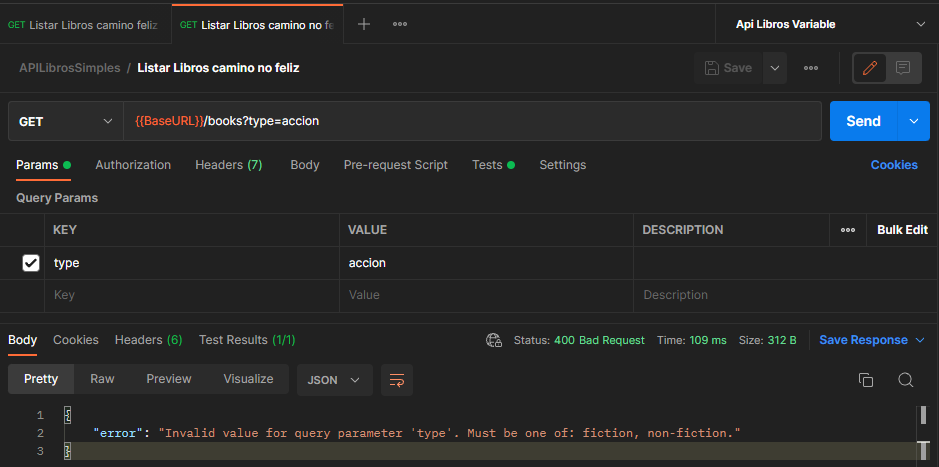 GET Listar Libros camino feliz
GET Listar Libros camino no fe
Api Libros Variable
APILibrosSimples / Listar Libros camino no feliz
Save
GET {{BaseURL}}/books?type=accion Send
Params Authorization Headers (7) Body Pre-request Script Tests Settings Cookies
Query Params
KEY VALUE DESCRIPTION Bulk Edit
type accion
Key Value Description
Body Cookies Headers (6) Test Results (1/1) Status: 400 Bad Request Time: 109 ms Size: 312 B Save Response
Pretty Raw Preview Visualize JSON
1 {
2 "error": "Invalid value for query parameter 'type'. Must be one of: fiction, non-fiction."
3 }